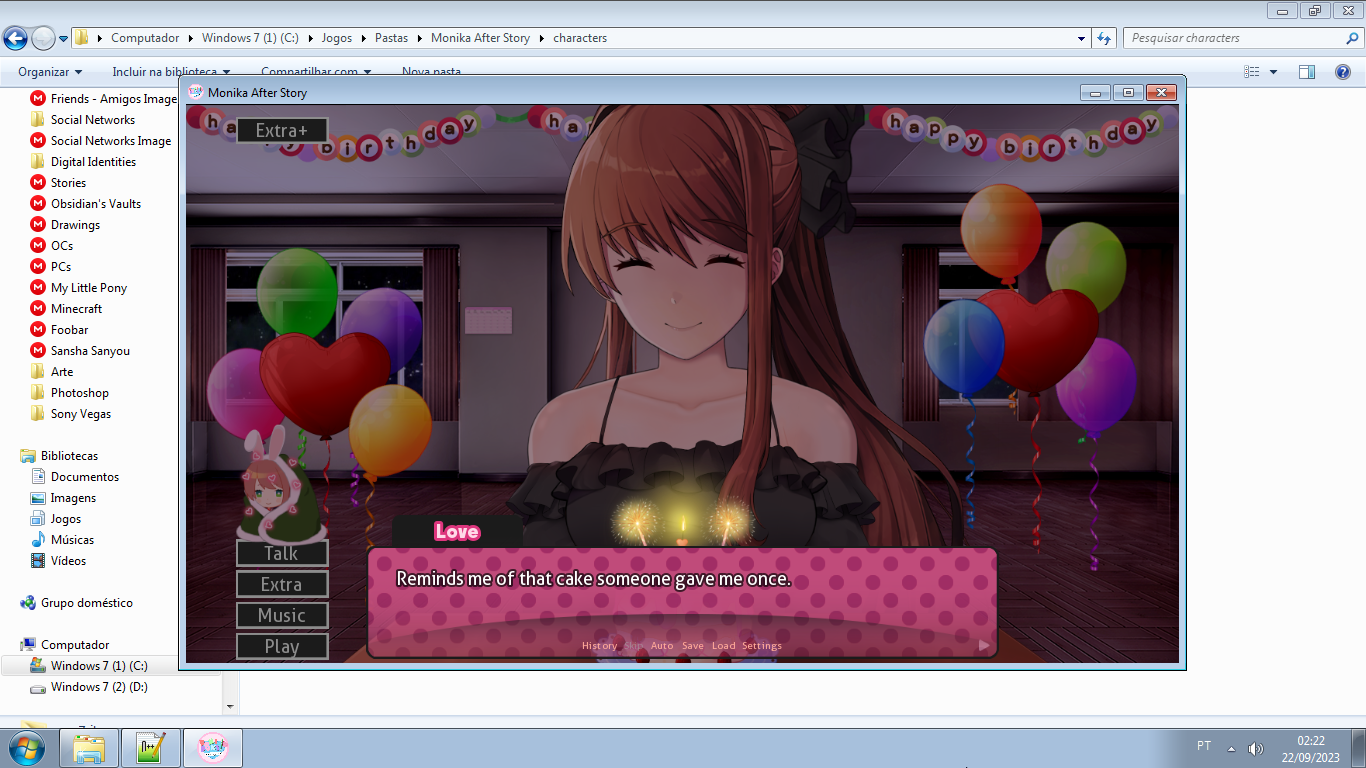 Computador
Windows 7 (1) (C:)
Jogos
Pastas
Monika After Story
characters
Pesquisar characters
Organizar
Incluir na biblioteca
Compartilhar com
Nova pasta
Friends - Amigos Image
Social Networks
Social Networks Image
Digital Identities
Stories
Obsidian's Vaults
Drawings
OCs
PCs
My Little Pony
Minecraft
Foobar
Sansha Sanyou
Arte
Photoshop
Sony Vegas
Bibliotecas
Documentos
Imagens
Jogos
Músicas
Vídeos
Grupo doméstico
Computador
Windows 7 (1) (C:)
Windows 7 (2) (D:)
Monika After Story
Extra+
birthday
happy birthday
Talk
Extra
Music
Play
Love
Reminds me of that cake someone gave me once.
History Skip Auto Save Load Settings
PT
02:22
22/09/2023